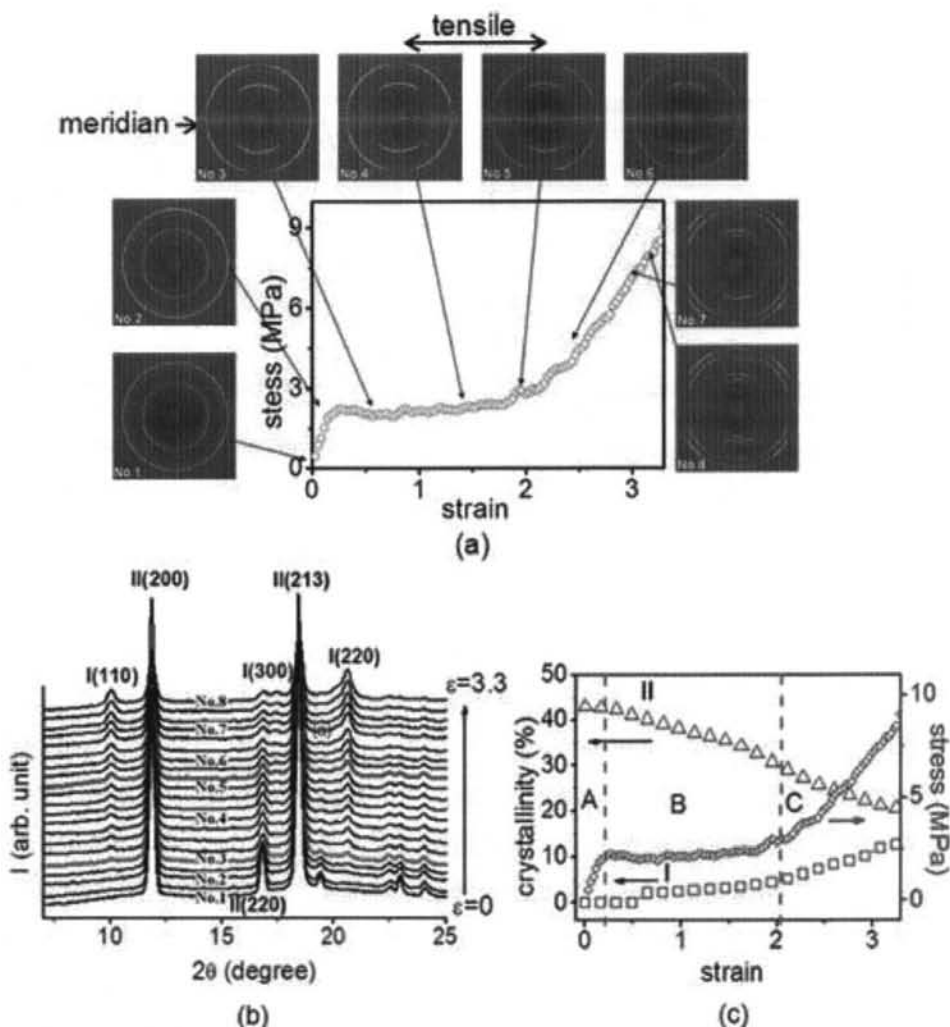 tensile
meridian
No.3 No.4 No.5 No.6
No.2
No.1
No.7
No.8
stess (MPa)
9
6
3
0
0 1 2 3
strain
(a)
II(200) II(213)
I(110) I(300) I(220)
ε=3.3
No.8
No.7
No.6
No.5
No.4
No.3
No.2
No.1
II(220)
ε=0
I (arb. unit)
10 15 20 25
2θ (degree)
(b)
crystallinity (%)
50
40
30
20
10
0
II
A B C
I
10
5
0
stress (MPa)
0 1 2 3
strain
(c)